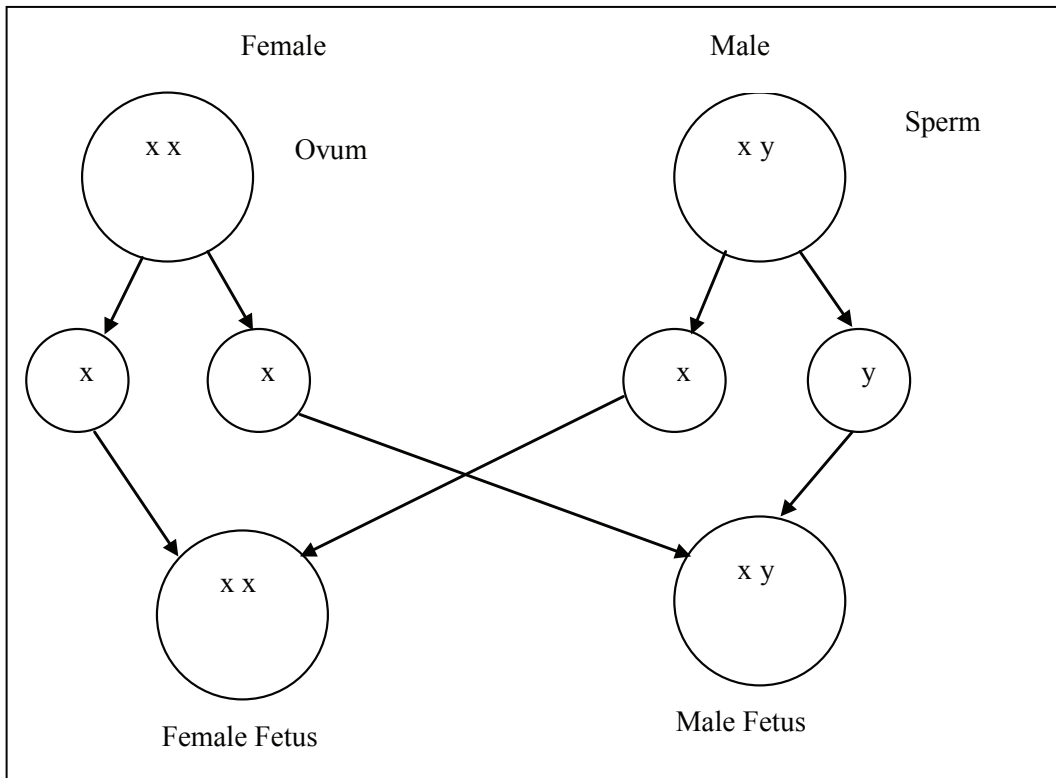 Female
Male
x x
Ovum
x y
Sperm
x
x
x
y
x x
x y
Female Fetus
Male Fetus